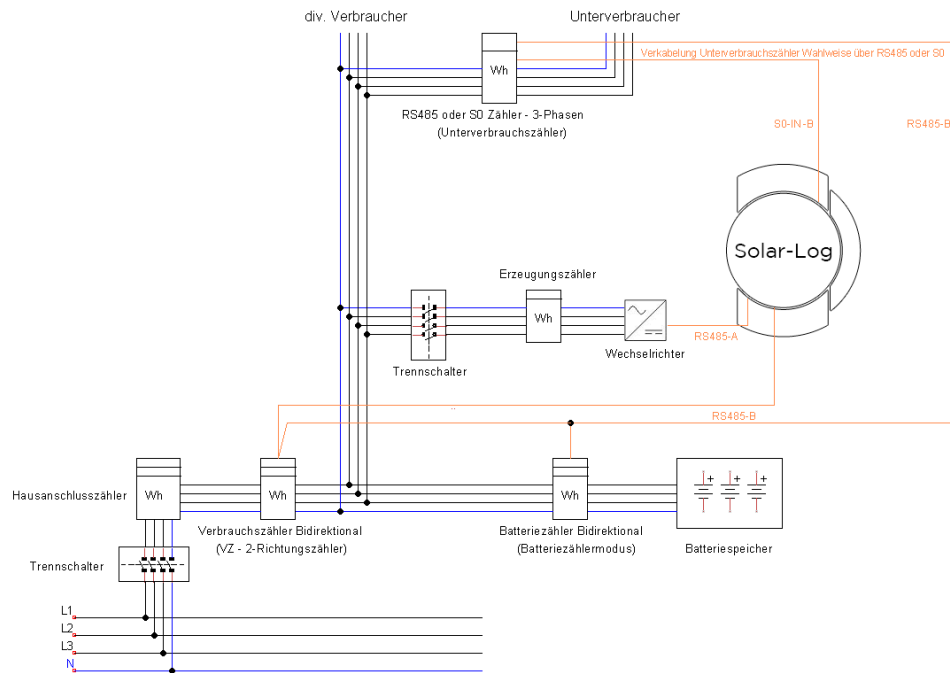 div. Verbraucher
Unterverbraucher
Verkabelung Unterverbrauchszähler Wahlweise über RS485 oder S0
Wh
RS485 oder S0 Zähler - 3-Phasen
(Unterverbrauchszähler)
S0-IN-B
RS485-B
Solar-Log
Erzeugungszähler
Wh
Trennschalter
Wechselrichter
RS485-A
RS485-B
Hausanschlusszähler
Wh
Wh
Wh
+
+
+
Verbrauchszähler Bidirektional
(VZ - 2-Richtungszähler)
Batteriezähler Bidirektional
(Batteriezählermodus)
Batteriespeicher
Trennschalter
L1
L2
L3
N